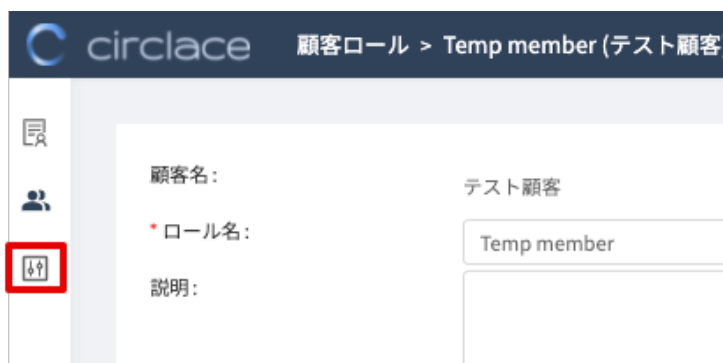 circlace 顧客ロール > Temp member (テスト顧客)
顧客名:
テスト顧客
* ロール名:
Temp member
説明: